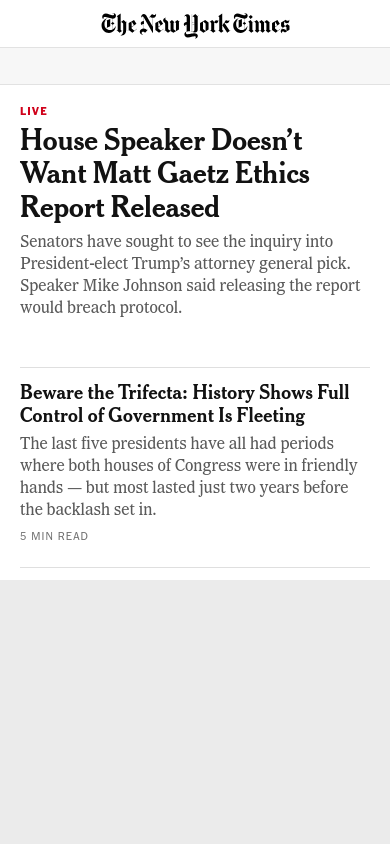 The New York Times
LIVE
House Speaker Doesn’t
Want Matt Gaetz Ethics
Report Released
Senators have sought to see the inquiry into
President-elect Trump’s attorney general pick.
Speaker Mike Johnson said releasing the report
would breach protocol.
Beware the Trifecta: History Shows Full
Control of Government Is Fleeting
The last five presidents have all had periods
where both houses of Congress were in friendly
hands — but most lasted just two years before
the backlash set in.
5 MIN READ